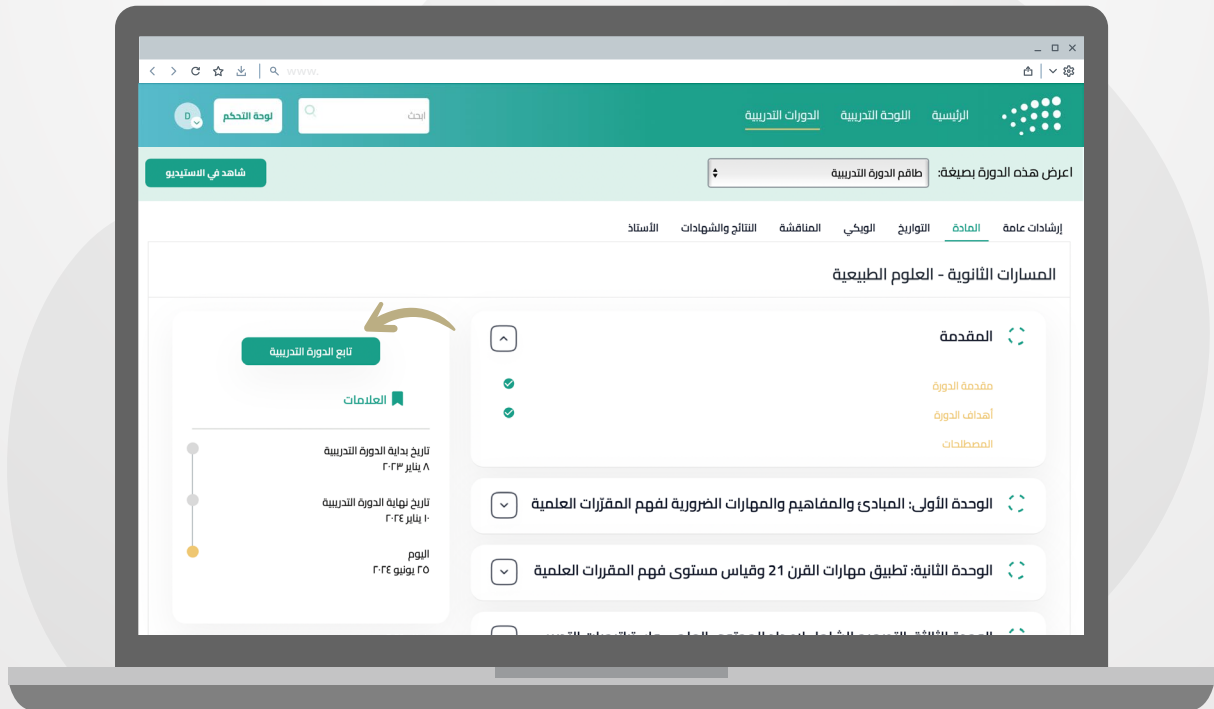 www.
الرئيسية
اللوحة التدريبية
الدورات التدريبية
ابحث
لوحة التحكم
D
اعرض هذه الدورة بصيغة:
طاقم الدورة التدريبية
شاهد في الاستيديو
إرشادات عامة
المادة
التواريخ
الويكي
المناقشة
النتائج والشهادات
الأستاذ
المسارات الثانوية - العلوم الطبيعية
المقدمة
مقدمة الدورة
أهداف الدورة
المصطلحات
الوحدة الأولى: المبادئ والمفاهيم والمهارات الضرورية لفهم المقرّرات العلمية
الوحدة الثانية: تطبيق مهارات القرن 21 وقياس مستوى فهم المقررات العلمية
تابع الدورة التدريبية
العلامات
تاريخ بداية الدورة التدريبية
٨ يناير ٢٠٢٣
تاريخ نهاية الدورة التدريبية
١٠ يناير ٢٠٢٤
اليوم
٢٥ يونيو ٢٠٢٤